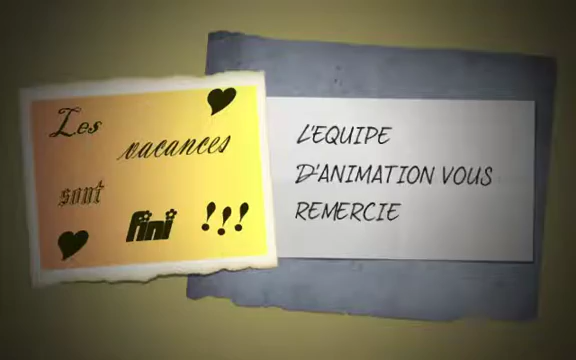 Les
vacances
sont
fini !!!
L'EQUIPE
D'ANIMATION VOUS
REMERCIE